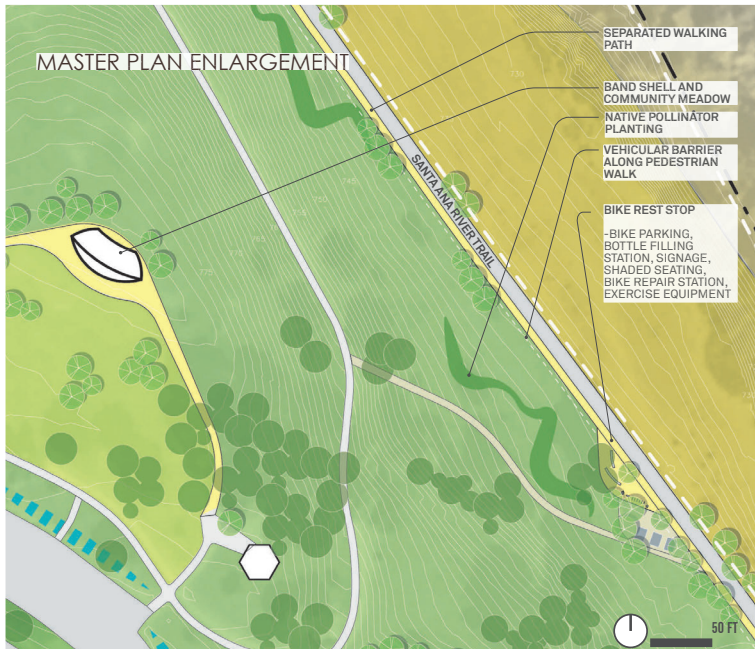 MASTER PLAN ENLARGEMENT
SEPARATED WALKING
PATH
BAND SHELL AND
COMMUNITY MEADOW
NATIVE POLLINATOR
PLANTING
VEHICULAR BARRIER
ALONG PEDESTRIAN
WALK
BIKE REST STOP
-BIKE PARKING,
BOTTLE FILLING
STATION, SIGNAGE,
SHADED SEATING,
BIKE REPAIR STATION,
EXERCISE EQUIPMENT
SANTA ANA RIVER TRAIL
50 FT